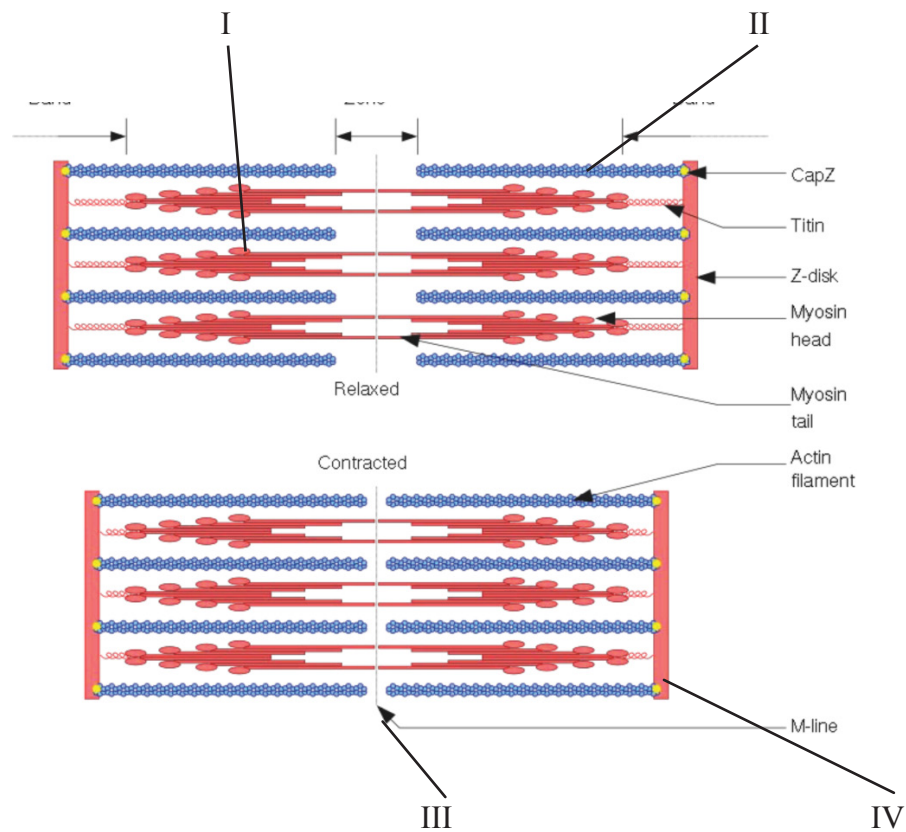 I
II
CapZ
Titin
Z-disk
Myosin
head
Relaxed
Myosin
tail
Contracted
Actin
filament
M-line
III
IV